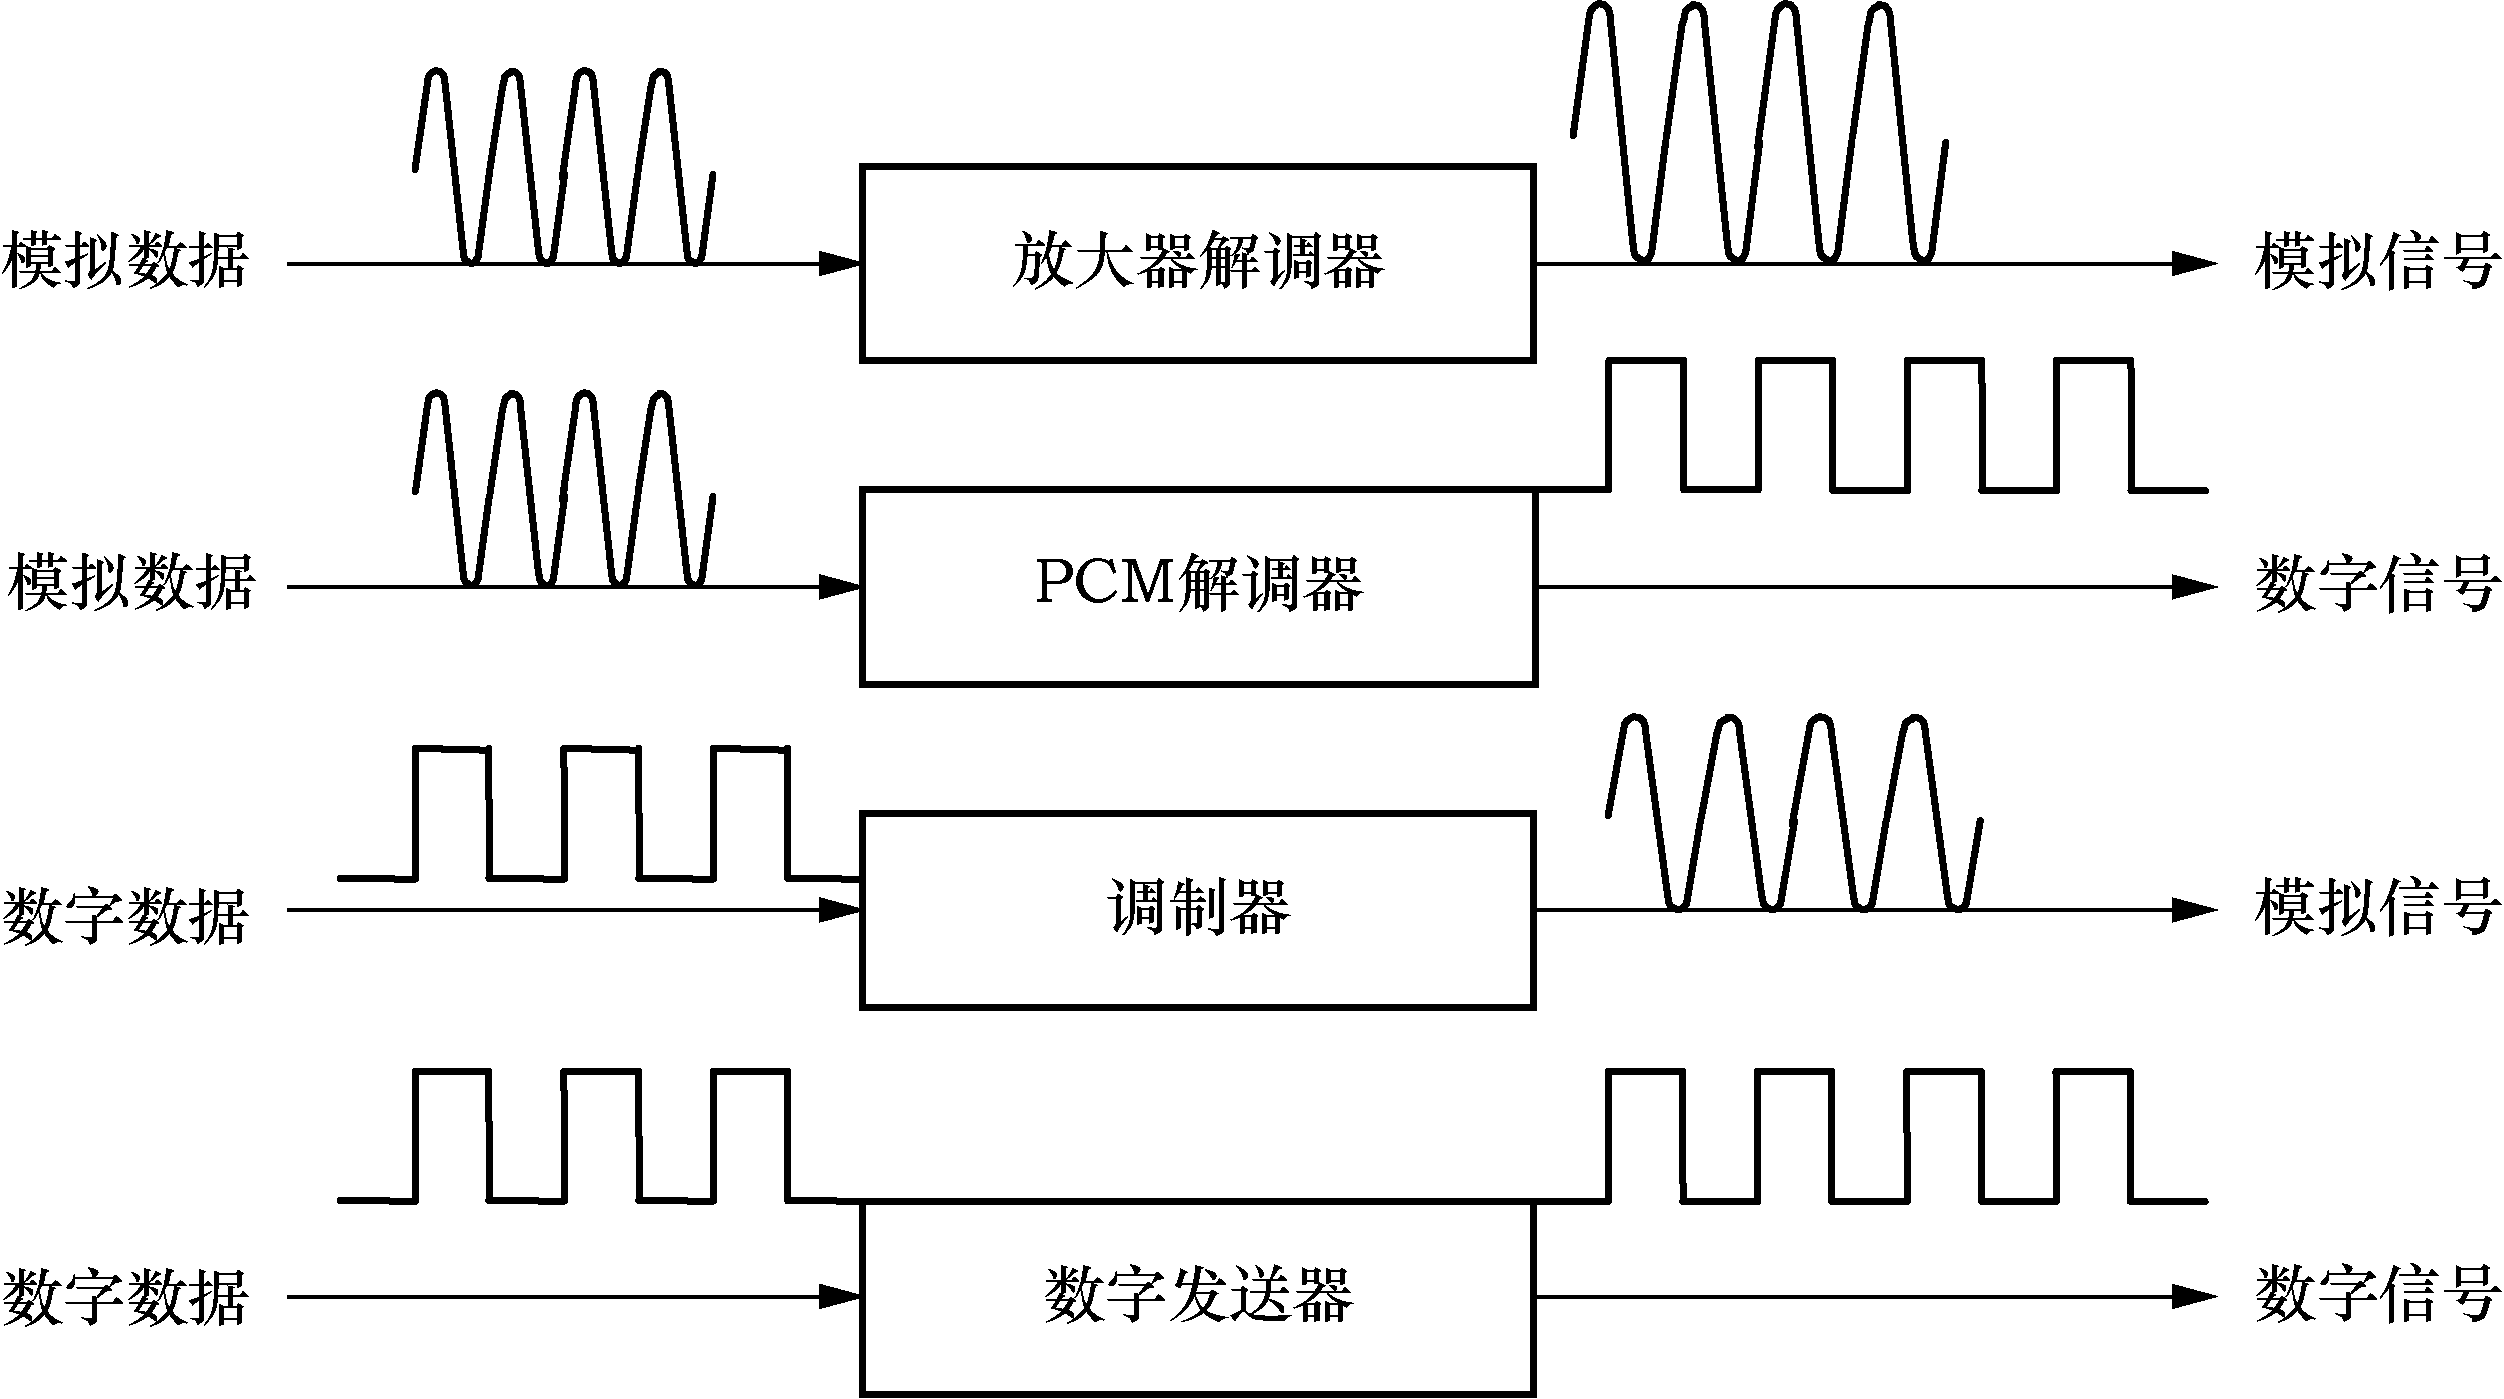 模拟数据 放大器解调器 模拟信号
模拟数据 PCM解调器 数字信号
数字数据 调制器 模拟信号
数字数据 数字发送器 数字信号